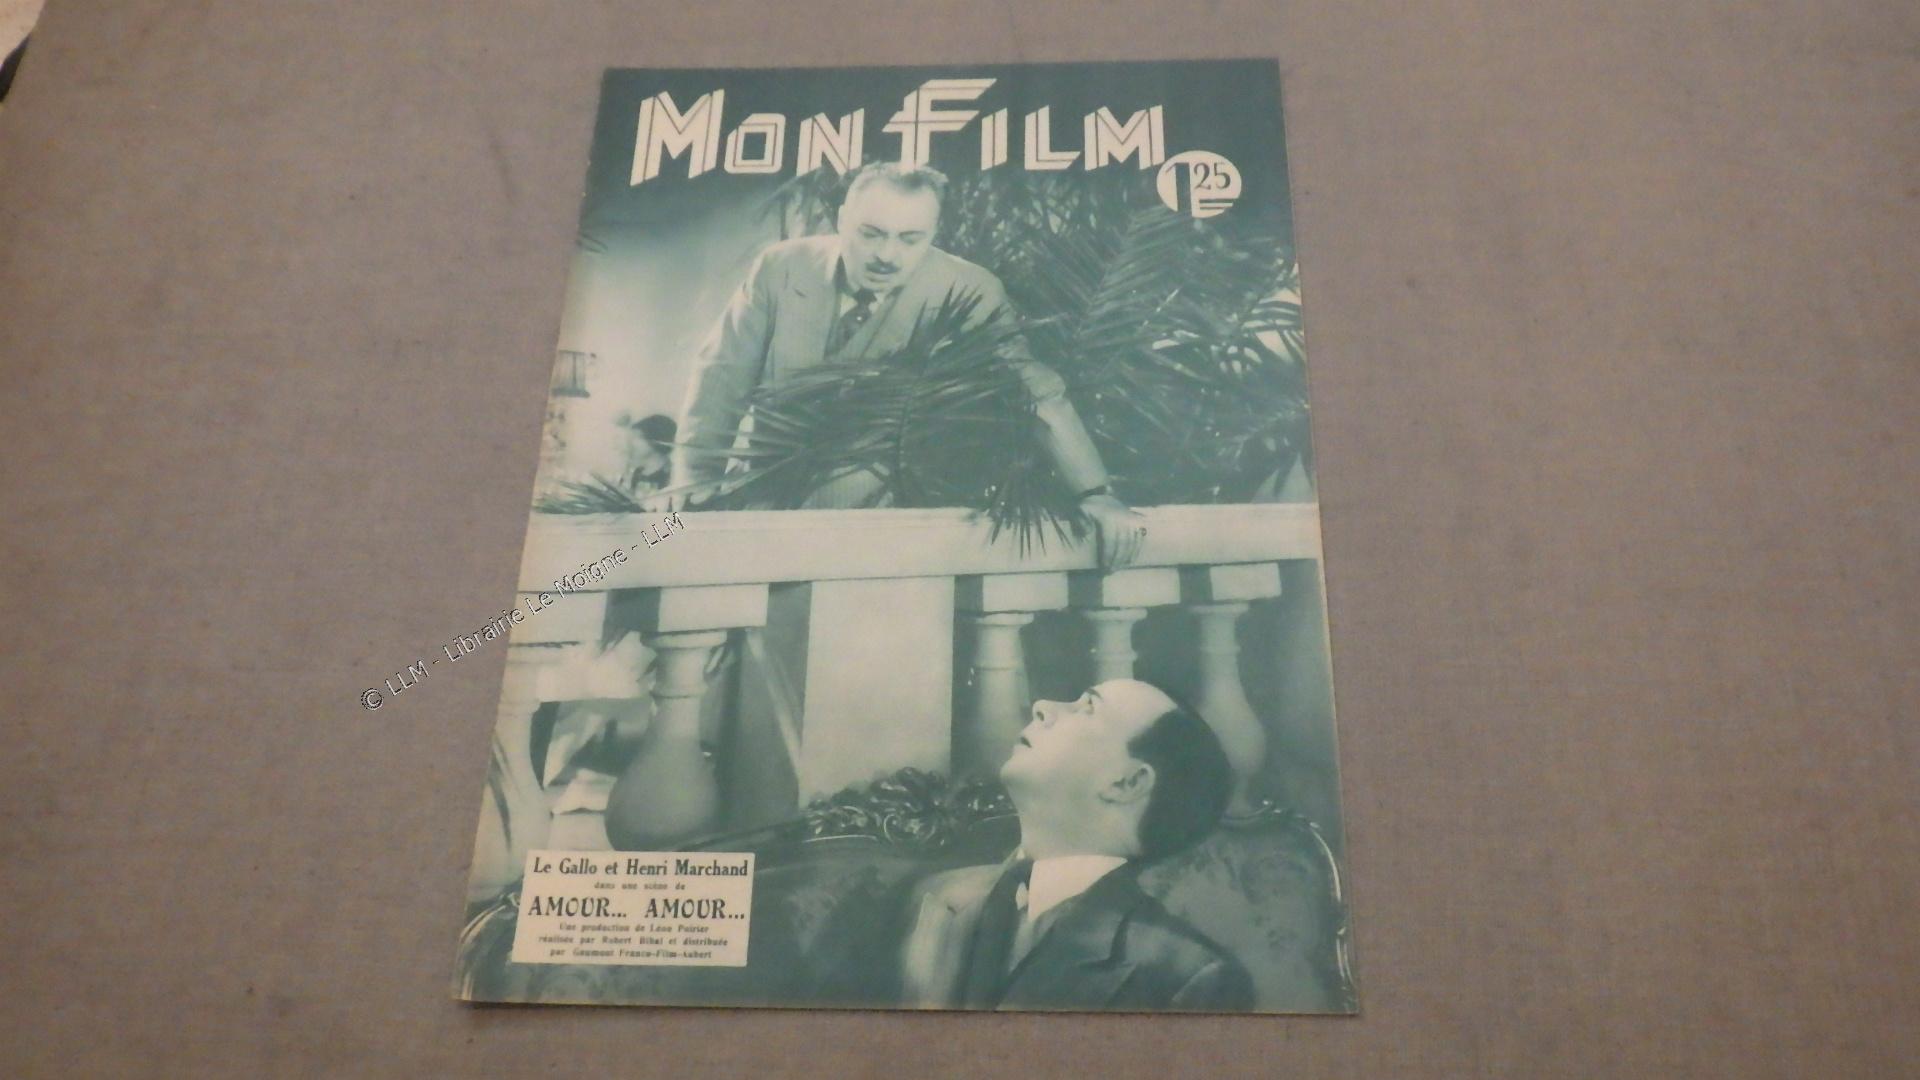 MON FILM
1F25
© LLM - Librairie Le Moigne - LLM
Le Gallo et Henri Marchand
dans une scène de
AMOUR... AMOUR...
Une production de Léon Poirier
réalisée par Robert Bibal et distribuée
par Gaumont Franco-Film-Aubert